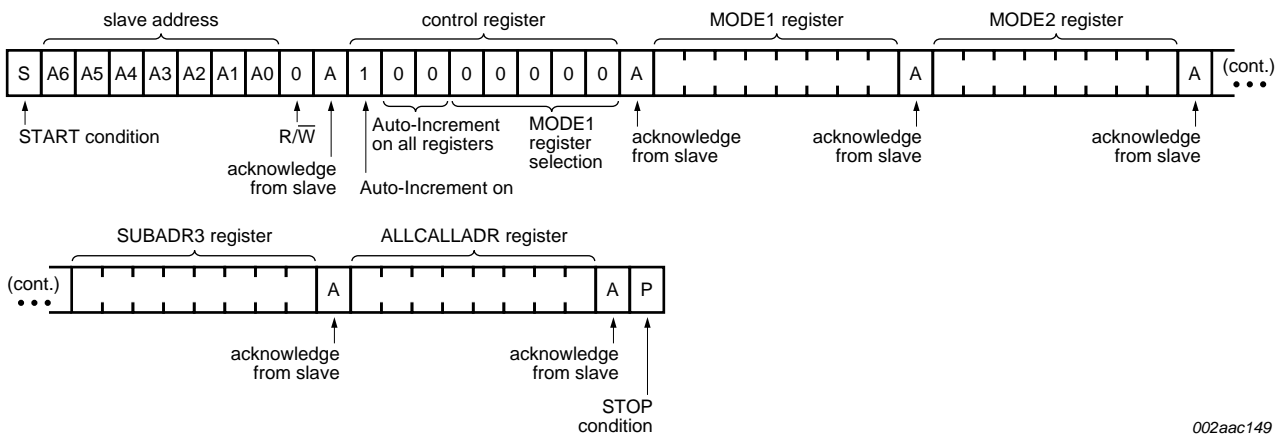 slave address control register MODE1 register MODE2 register
S A6 A5 A4 A3 A2 A1 A0 0 A 1 0 0 0 0 0 0 0 A A A (cont.)
START condition
R/W̅
acknowledge
from slave
Auto-Increment on
Auto-Increment
on all registers
MODE1
register
selection
acknowledge
from slave
acknowledge
from slave
acknowledge
from slave
SUBADR3 register ALLCALLADR register
(cont.) A A P
acknowledge
from slave
acknowledge
from slave
STOP
condition
002aac149